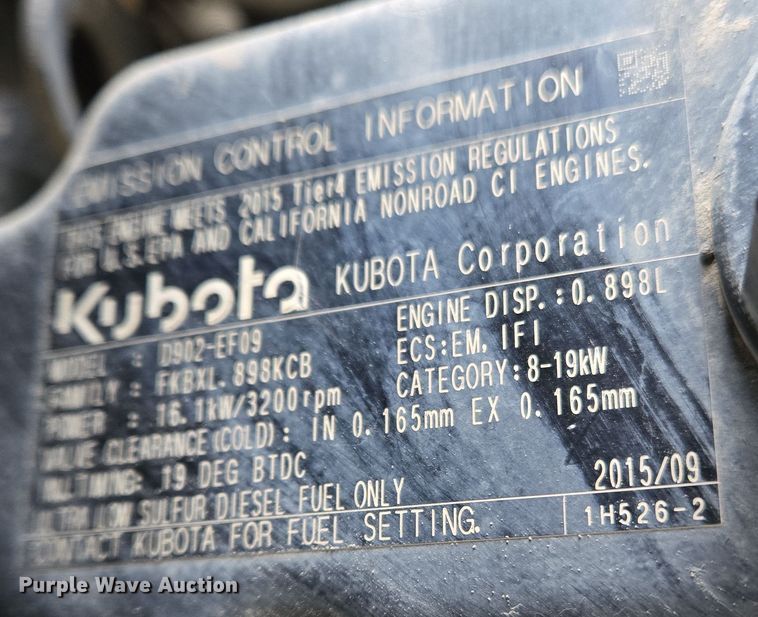 EMISSION CONTROL INFORMATION
THIS ENGINE MEETS 2015 Tier4 EMISSION REGULATIONS
FOR U.S.EPA AND CALIFORNIA NONROAD CI ENGINES.
Kubota KUBOTA Corporation
MODEL : D902-EF09 ENGINE DISP.:0.898L
FAMILY : FKBXL.898KCB ECS:EM, IFI
POWER : 16.1kW/3200rpm CATEGORY:8-19kW
VALVE CLEARANCE(COLD): IN 0.165mm EX 0.165mm
INJ.TIMING: 19 DEG BTDC
ULTRA LOW SULFUR DIESEL FUEL ONLY 2015/09
CONTACT KUBOTA FOR FUEL SETTING. 1H526-2
Purple Wave Auction